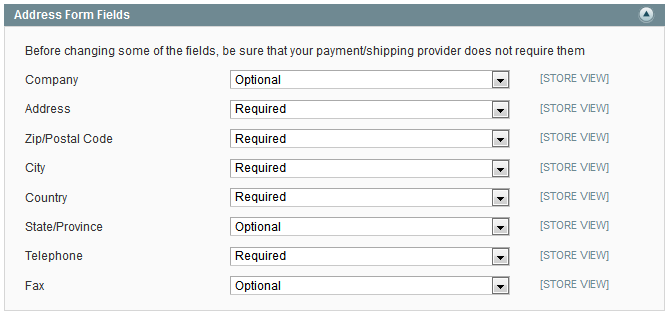 Address Form Fields
Before changing some of the fields, be sure that your payment/shipping provider does not require them
Company Optional [STORE VIEW]
Address Required [STORE VIEW]
Zip/Postal Code Required [STORE VIEW]
City Required [STORE VIEW]
Country Required [STORE VIEW]
State/Province Optional [STORE VIEW]
Telephone Required [STORE VIEW]
Fax Optional [STORE VIEW]